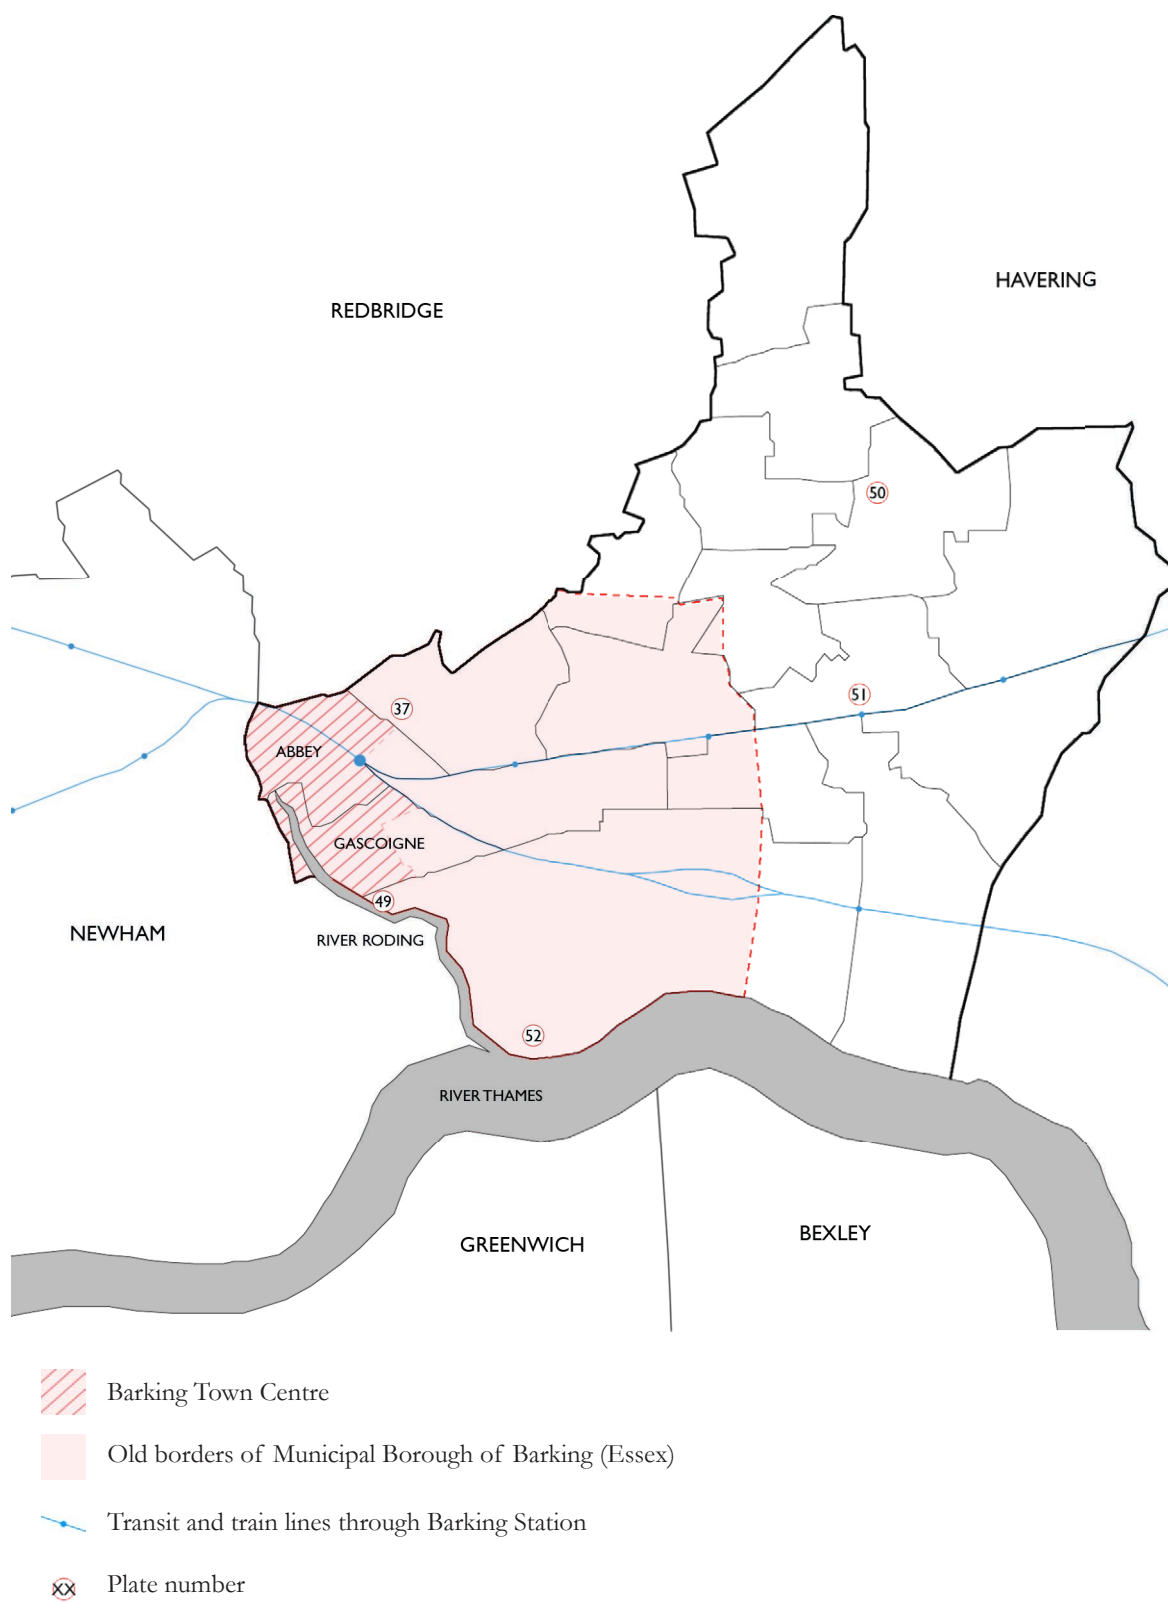 HAVERING
REDBRIDGE
50
51
37
ABBEY
GASCOIGNE
49
NEWHAM
RIVER RODING
52
RIVER THAMES
BEXLEY
GREENWICH
Barking Town Centre
Old borders of Municipal Borough of Barking (Essex)
Transit and train lines through Barking Station
XX
Plate number